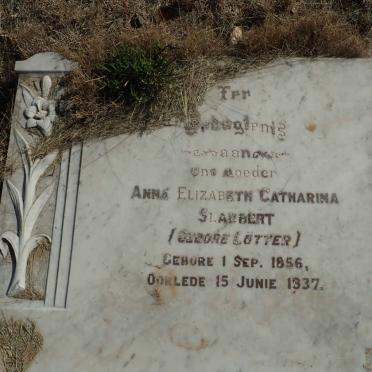 Ter
Gedagtenis
aan
Ons Moeder
ANNA ELIZABETH CATHARINA
SLABBERT
(GEBORE LÖTTER)
GEBORE 1 SEP. 1856,
OORLEDE 15 JUNIE 1937.